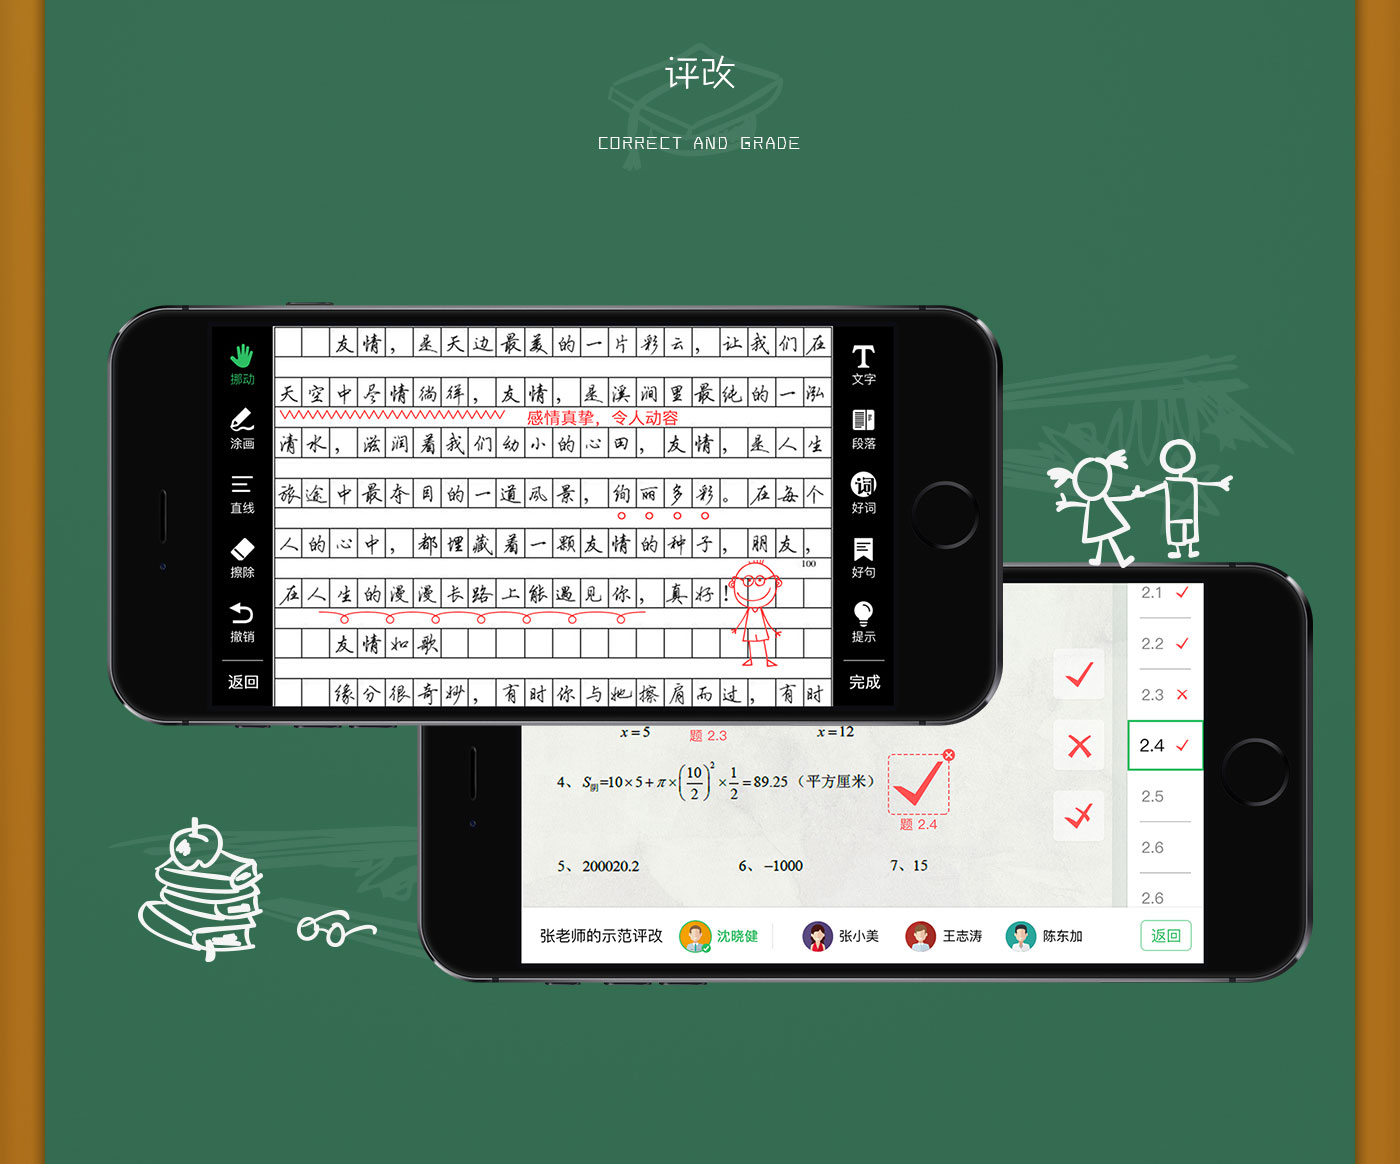 评改
CORRECT AND GRADE
挪动
涂画
直线
擦除
撤销
返回
友情，是天边最美的一片彩云，让我们在
天空中尽情徜徉，友情，是溪涧里最纯的一泓
感情真挚，令人动容
清水，滋润着我们幼小的心田，友情，是人生
旅途中最夺目的一道风景，绚丽多彩。在每个
人的心中，都埋藏着一颗友情的种子，朋友，
100
在人生的漫漫长路上能遇见你，真好！
友情如歌
缘分很奇妙，有时你与她擦肩而过，有时
文字
段落
好词
好句
提示
完成
x=5
题 2.3
x=12
4、S阴=10×5+π×(10/2)²×1/2=89.25（平方厘米）
题 2.4
5、200020.2
6、-1000
7、15
2.1
2.2
2.3
2.4
2.5
2.6
2.6
张老师的示范评改
沈晓健
张小美
王志涛
陈东加
返回